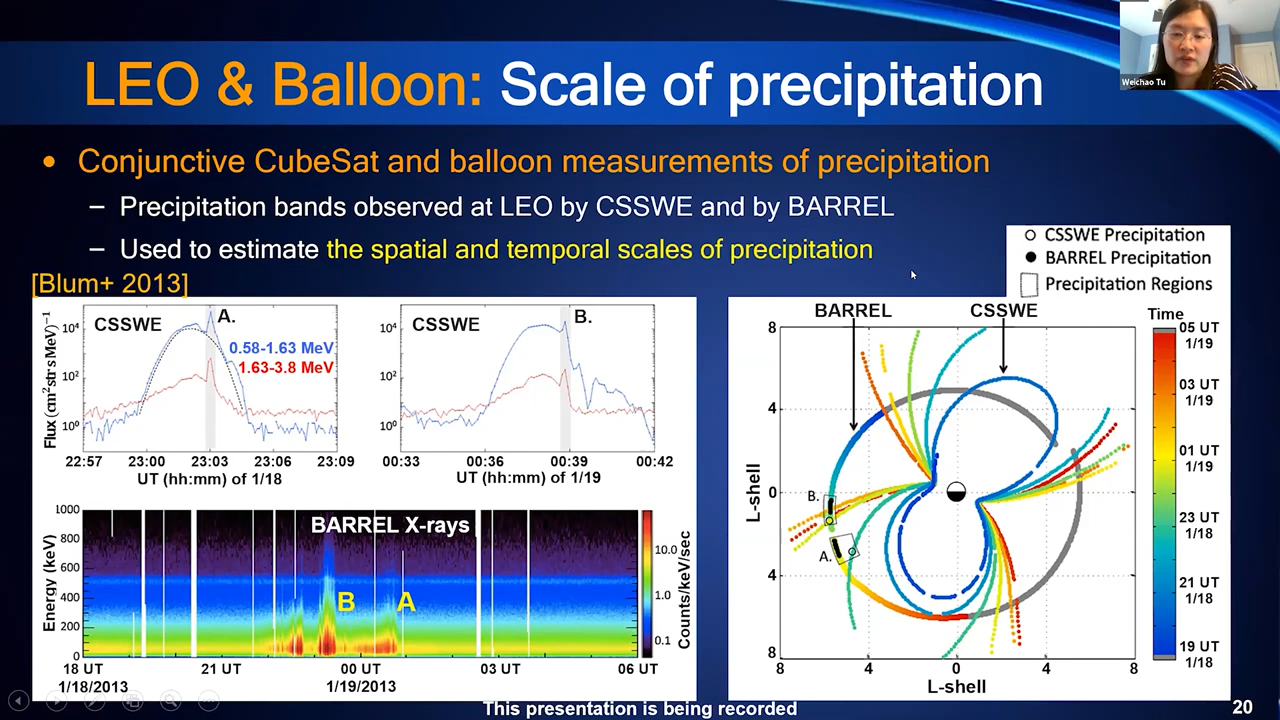 Weichao Tu
LEO & Balloon: Scale of precipitation
• Conjunctive CubeSat and balloon measurements of precipitation
– Precipitation bands observed at LEO by CSSWE and by BARREL
– Used to estimate the spatial and temporal scales of precipitation
[Blum+ 2013]
CSSWE Precipitation
BARREL Precipitation
Precipitation Regions
CSSWE
A.
0.58-1.63 MeV
1.63-3.8 MeV
Flux (cm² str s MeV)⁻¹
10⁴
10²
10⁰
22:57 23:00 23:03 23:06 23:09
UT (hh:mm) of 1/18
CSSWE
B.
10⁴
10²
10⁰
00:33 00:36 00:39 00:42
UT (hh:mm) of 1/19
BARREL X-rays
B
A
Energy (keV)
1000
800
600
400
200
0
18 UT 21 UT 00 UT 03 UT 06 UT
1/18/2013 1/19/2013
10.0
1.0
0.1
Counts/keV/sec
BARREL
CSSWE
B.
A.
L-shell
8
4
0
4
8
8 4 0 4 8
L-shell
Time
05 UT
1/19
03 UT
1/19
01 UT
1/19
23 UT
1/18
21 UT
1/18
19 UT
1/18
This presentation is being recorded
20